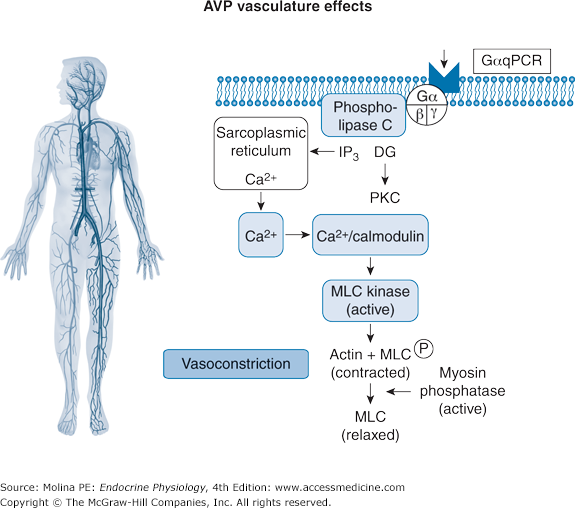 AVP vasculature effects
GαqPCR
Gα
β γ
Phospho-
lipase C
Sarcoplasmic
reticulum
Ca²⁺
IP₃
DG
PKC
Ca²⁺
Ca²⁺/calmodulin
MLC kinase
(active)
Vasoconstriction
Actin + MLC P
(contracted)
Myosin
phosphatase
(active)
MLC
(relaxed)
Source: Molina PE: Endocrine Physiology, 4th Edition: www.accessmedicine.com
Copyright © The McGraw-Hill Companies, Inc. All rights reserved.